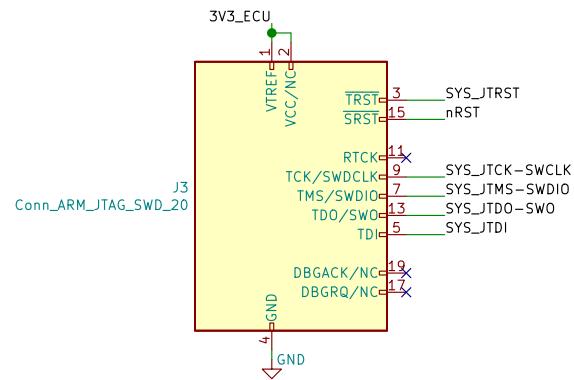 3V3_ECU
1
2
VTREF
VCC/NC
TRST
3
SYS_JTRST
SRST
15
nRST
RTCK
11
TCK/SWDCLK
9
SYS_JTCK-SWCLK
J3
TMS/SWDIO
7
SYS_JTMS-SWDIO
Conn_ARM_JTAG_SWD_20
TDO/SWO
13
SYS_JTDO-SWO
TDI
5
SYS_JTDI
DBGACK/NC
19
DBGRQ/NC
17
GND
4
GND